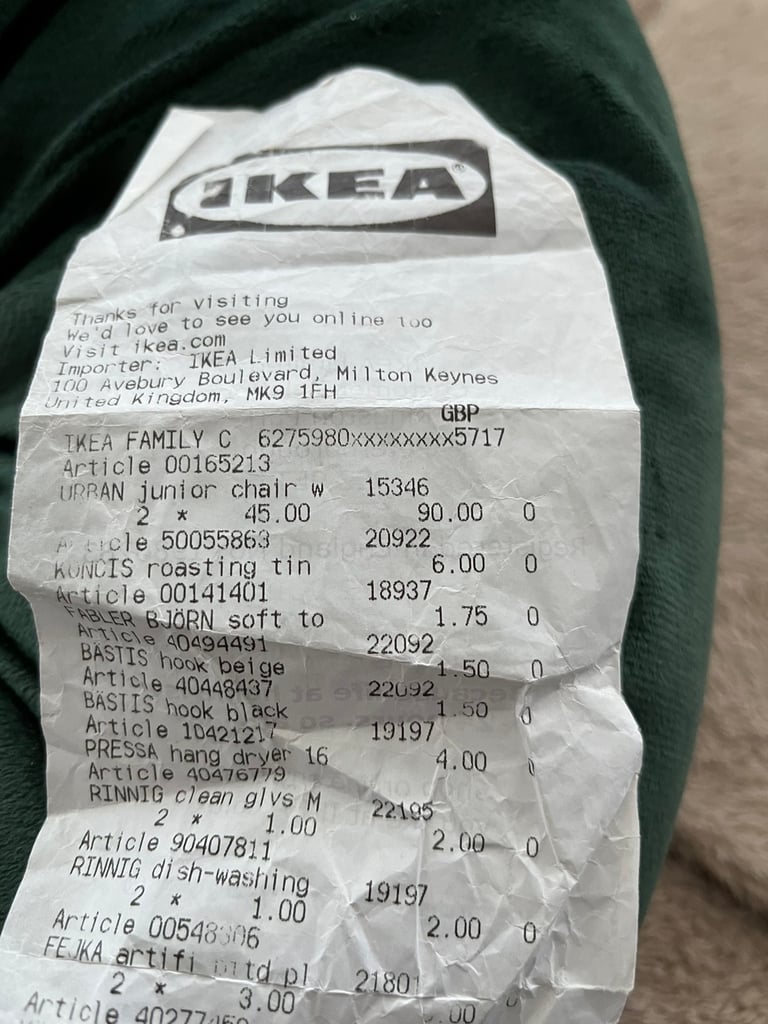 IKEA
Thanks for visiting
We'd love to see you online too
Visit ikea.com
Importer: IKEA Limited
100 Avebury Boulevard, Milton Keynes
United Kingdom, MK9 1FH
GBP
IKEA FAMILY C 6275980xxxxxxxx5717
Article 00165213
URBAN junior chair w 15346
2 * 45.00 90.00 0
Article 50055863 20922
KONCIS roasting tin 6.00 0
Article 00141401 18937
FABLER BJÖRN soft to 1.75 0
Article 40494491 22092
BÄSTIS hook beige 1.50 0
Article 40448437 22092
BÄSTIS hook black 1.50 0
Article 10421217 19197
PRESSA hang dryer 16 4.00 0
Article 40476779
RINNIG clean glvs M 22195
2 * 1.00 2.00 0
Article 90407811
RINNIG dish-washing 19197
2 * 1.00 2.00 0
Article
FEJKA artifi pl
2 * 3.00
Article